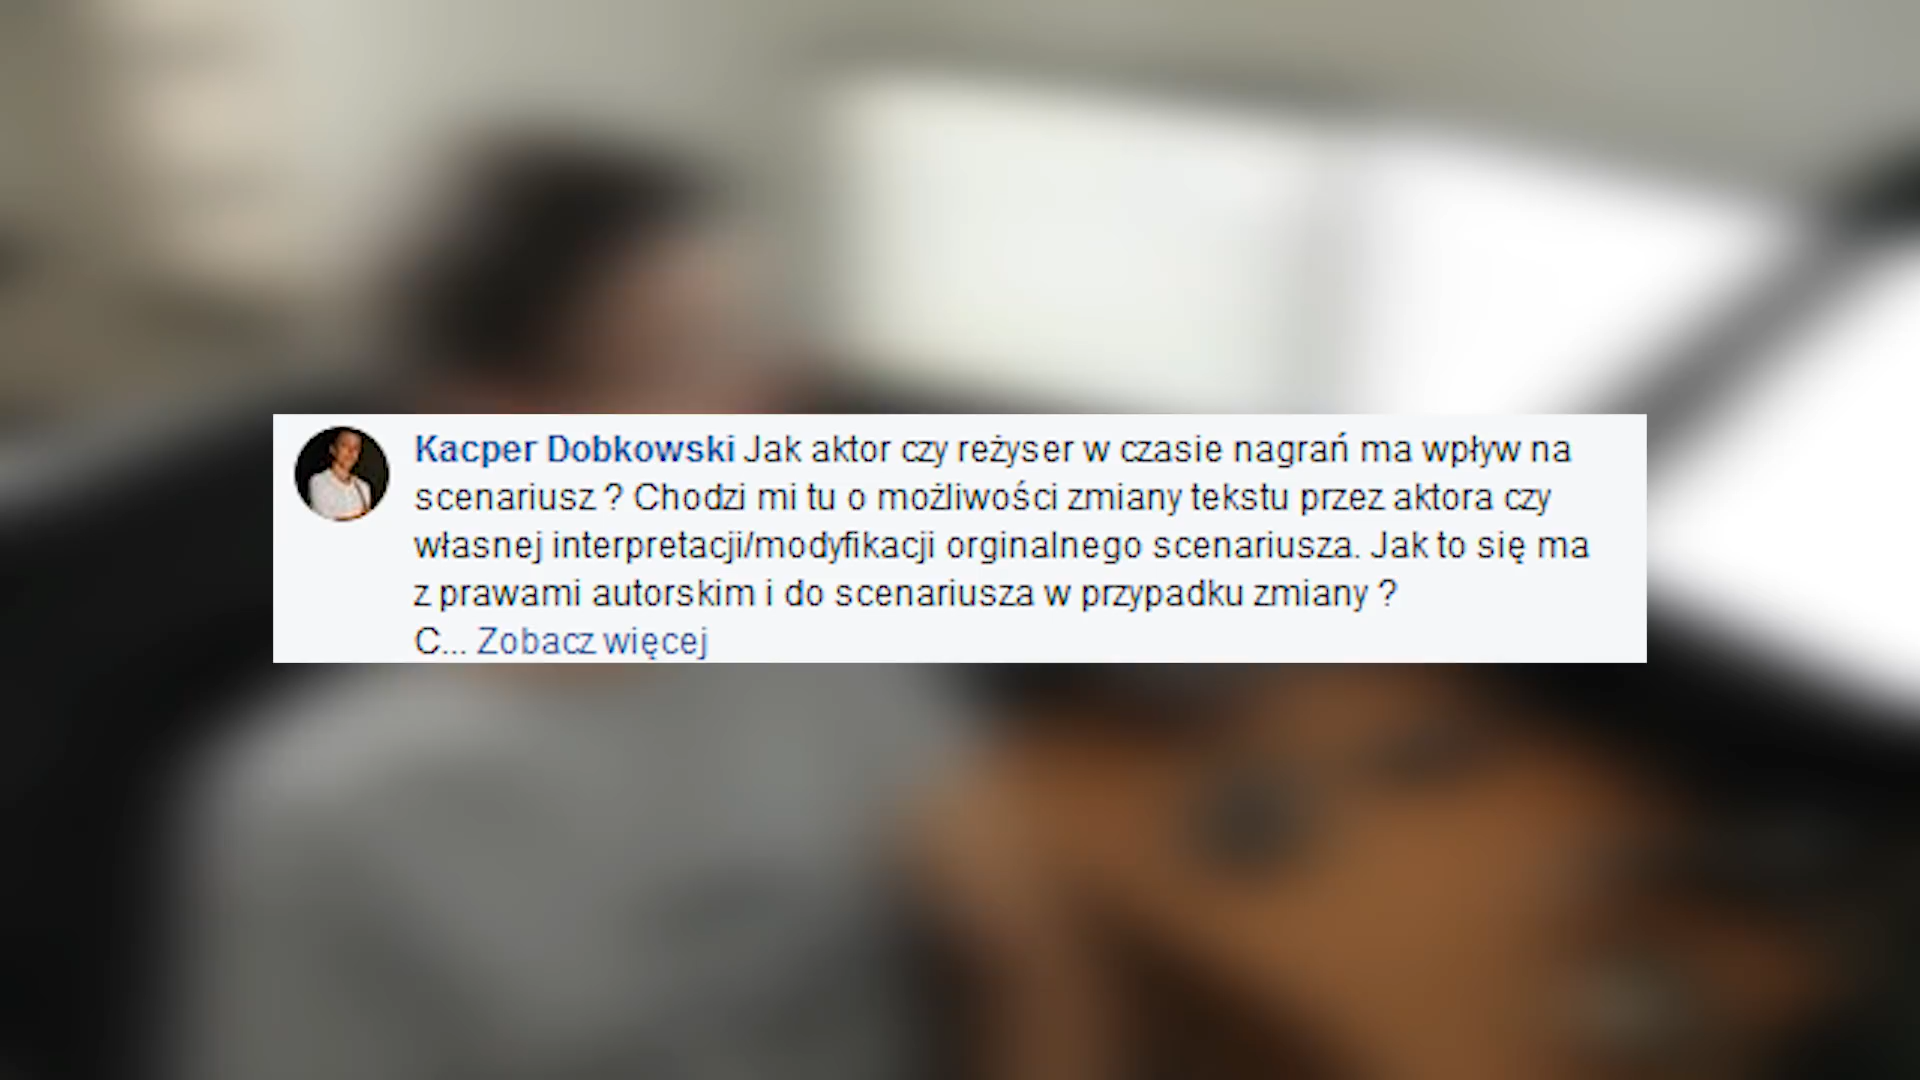 Kacper Dobkowski Jak aktor czy reżyser w czasie nagrań ma wpływ na
scenariusz ? Chodzi mi tu o możliwości zmiany tekstu przez aktora czy
własnej interpretacji/modyfikacji orginalnego scenariusza. Jak to się ma
z prawami autorskim i do scenariusza w przypadku zmiany ?
C... Zobacz więcej